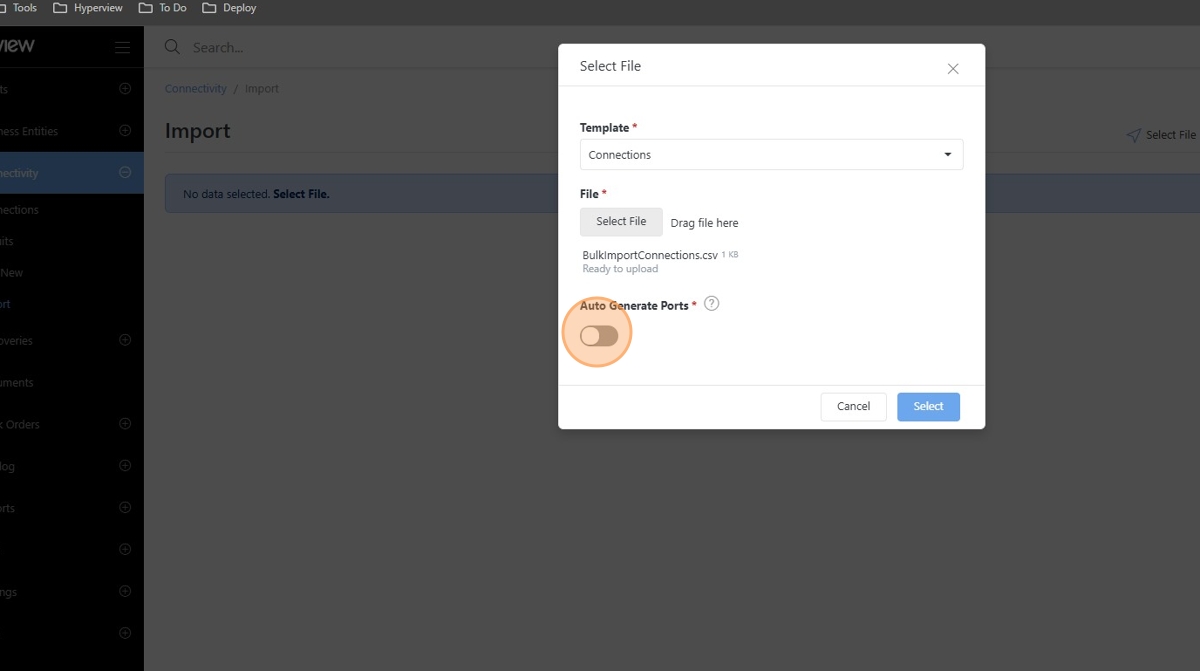 Tools
Hyperview
To Do
Deploy
Search...
Connectivity / Import
Import
Select File
No data selected. Select File.
Select File
Template *
Connections
File *
Select File
Drag file here
BulkImportConnections.csv 1 KB
Ready to upload
Auto Generate Ports * ?
Cancel
Select
view
ts
ness Entities
nectivity
nections
uits
New
ort
overies
uments
k Orders
log
orts
ngs